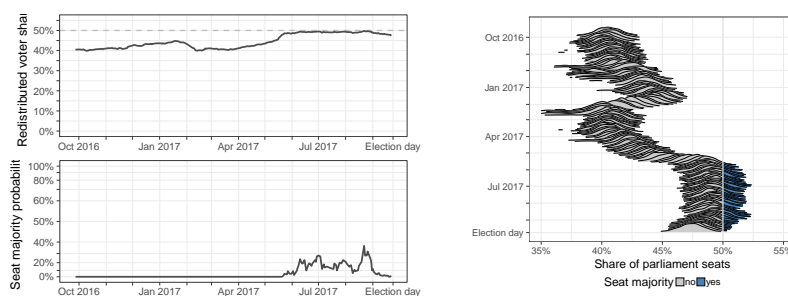 Redistributed voter shar
50%
40%
30%
20%
10%
0%
Oct 2016 Jan 2017 Apr 2017 Jul 2017 Election day
Seat majority probabilit
100%
80%
60%
40%
20%
0%
Oct 2016 Jan 2017 Apr 2017 Jul 2017 Election day
Oct 2016
Jan 2017
Apr 2017
Jul 2017
Election day
35% 40% 45% 50% 55%
Share of parliament seats
Seat majority no yes